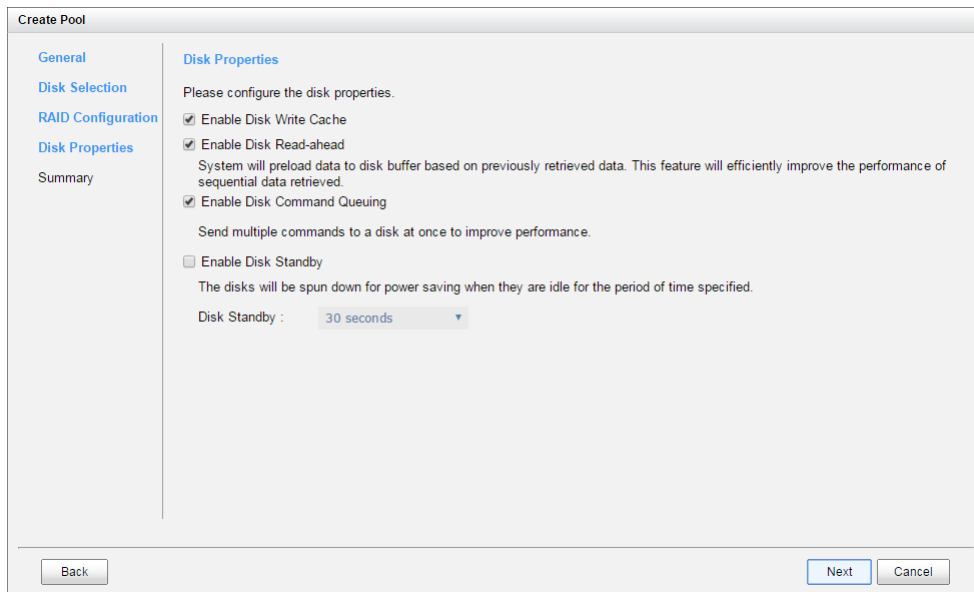 Create Pool
General
Disk Selection
RAID Configuration
Disk Properties
Summary
Disk Properties
Please configure the disk properties.
Enable Disk Write Cache
Enable Disk Read-ahead
System will preload data to disk buffer based on previously retrieved data. This feature will efficiently improve the performance of
sequential data retrieved.
Enable Disk Command Queuing
Send multiple commands to a disk at once to improve performance.
Enable Disk Standby
The disks will be spun down for power saving when they are idle for the period of time specified.
Disk Standby : 30 seconds
Back Next Cancel